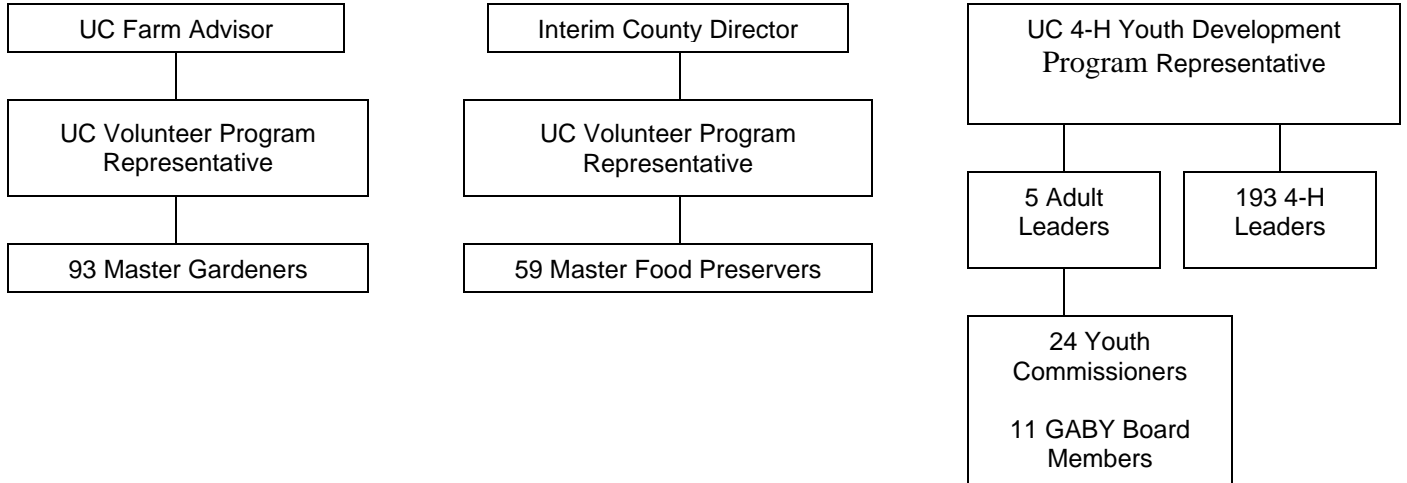 UC Farm Advisor
UC Volunteer Program
Representative
93 Master Gardeners
Interim County Director
UC Volunteer Program
Representative
59 Master Food Preservers
UC 4-H Youth Development
Program Representative
5 Adult
Leaders
193 4-H
Leaders
24 Youth
Commissioners
11 GABY Board
Members